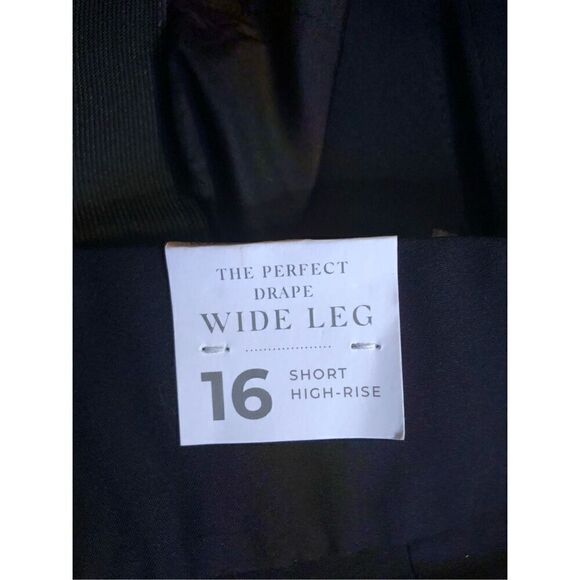 THE PERFECT
DRAPE
WIDE LEG
16 SHORT
HIGH-RISE